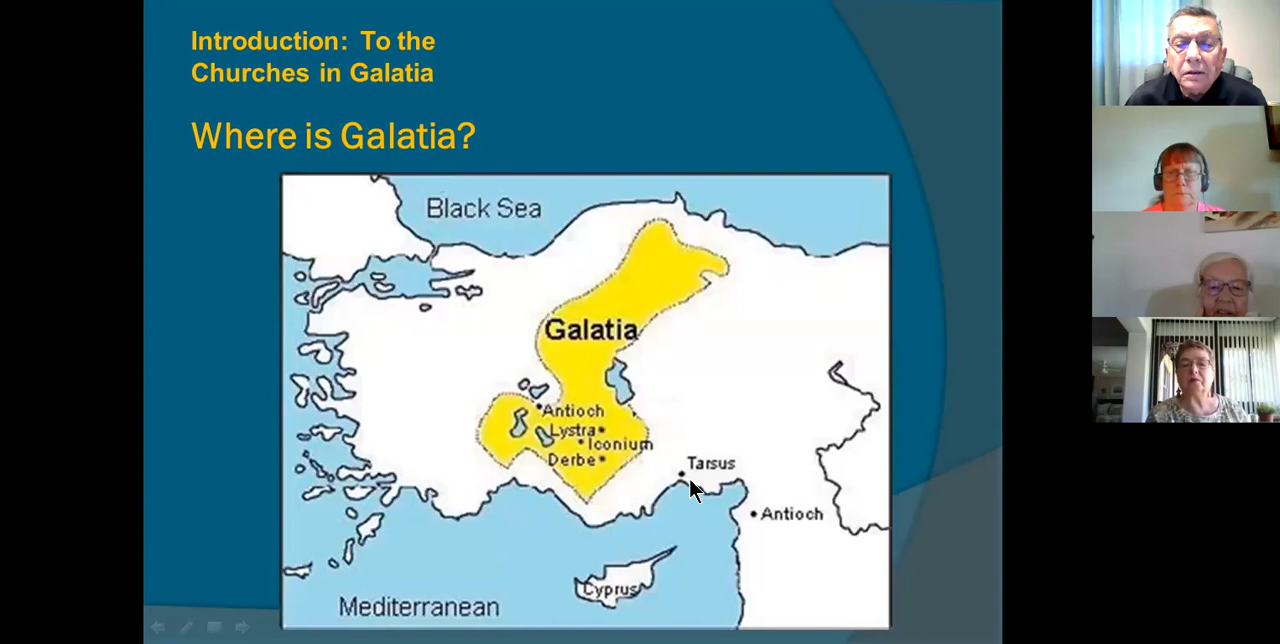 Introduction: To the
Churches in Galatia
Where is Galatia?
Black Sea
Galatia
Antioch
Lystra
Iconium
Derbe
Tarsus
Antioch
Cyprus
Mediterranean